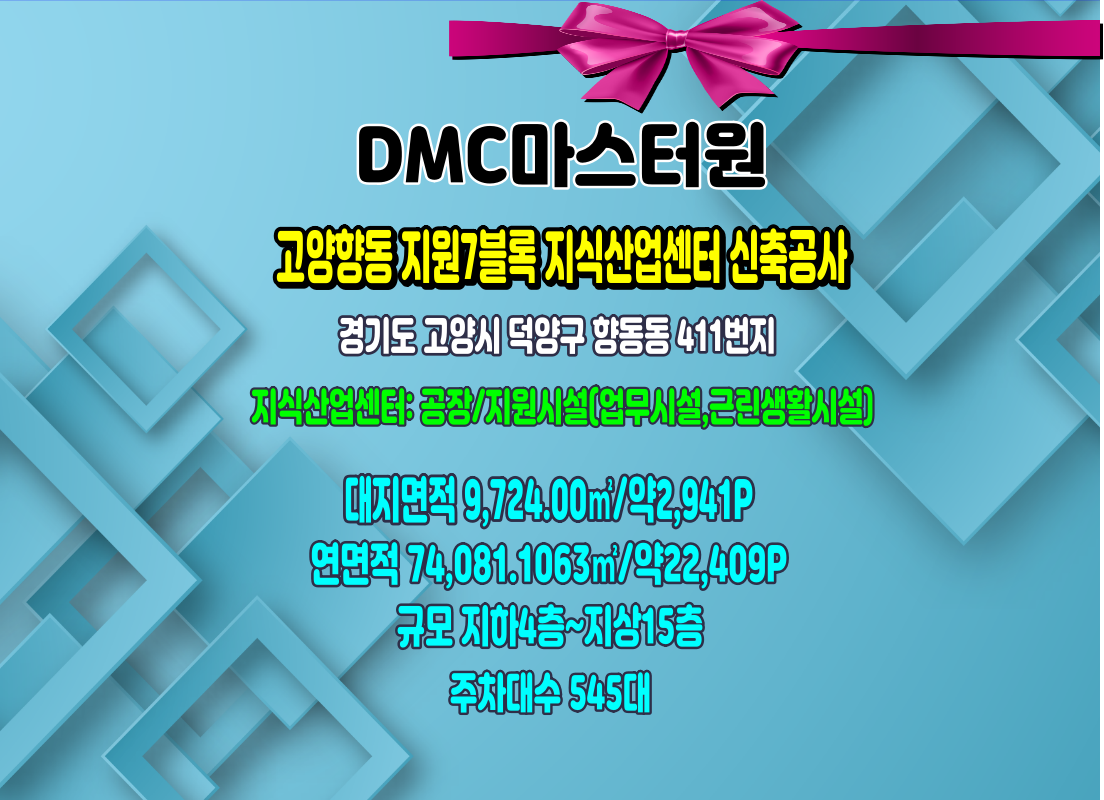 DMC마스터원
고양향동 지원7블록 지식산업센터 신축공사
경기도 고양시 덕양구 향동동 411번지
지식산업센터: 공장/지원시설(업무시설,근린생활시설)
대지면적 9,724.00㎡/약2,941P
연면적 74,081.1063㎡/약22,409P
규모 지하4층~지상15층
주차대수 545대